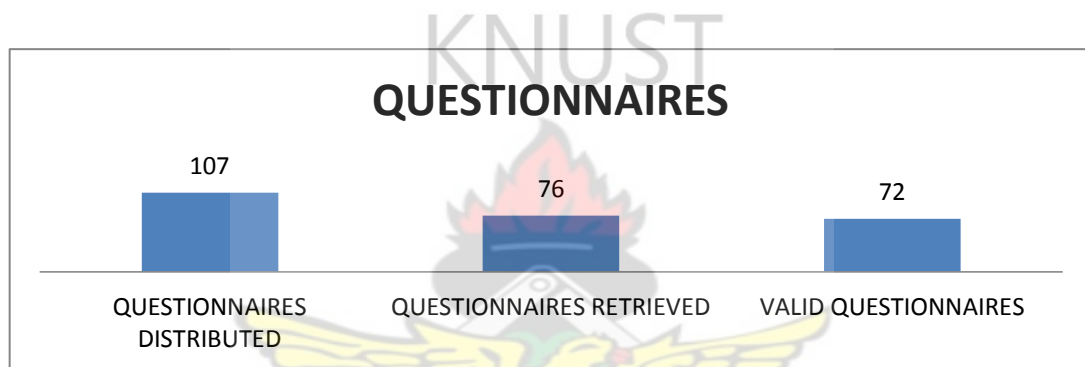 KNUST
QUESTIONNAIRES
107
76
72
QUESTIONNAIRES DISTRIBUTED
QUESTIONNAIRES RETRIEVED
VALID QUESTIONNAIRES